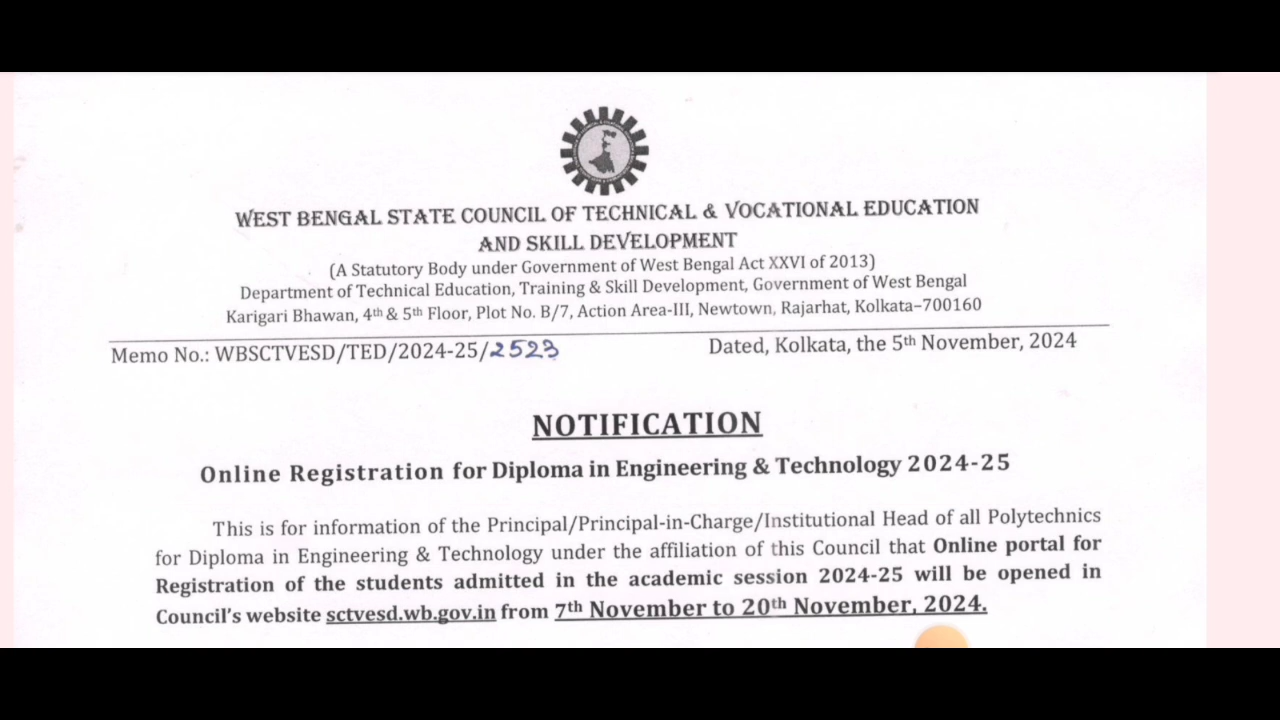 WEST BENGAL STATE COUNCIL OF TECHNICAL & VOCATIONAL EDUCATION
AND SKILL DEVELOPMENT
(A Statutory Body under Government of West Bengal Act XXVI of 2013)
Department of Technical Education, Training & Skill Development, Government of West Bengal
Karigari Bhawan, 4th & 5th Floor, Plot No. B/7, Action Area-III, Newtown, Rajarhat, Kolkata–700160
Memo No.: WBSCTVESD/TED/2024-25/2523 Dated, Kolkata, the 5th November, 2024
NOTIFICATION
Online Registration for Diploma in Engineering & Technology 2024-25
This is for information of the Principal/Principal-in-Charge/Institutional Head of all Polytechnics
for Diploma in Engineering & Technology under the affiliation of this Council that Online portal for
Registration of the students admitted in the academic session 2024-25 will be opened in
Council's website sctvesd.wb.gov.in from 7th November to 20th November, 2024.